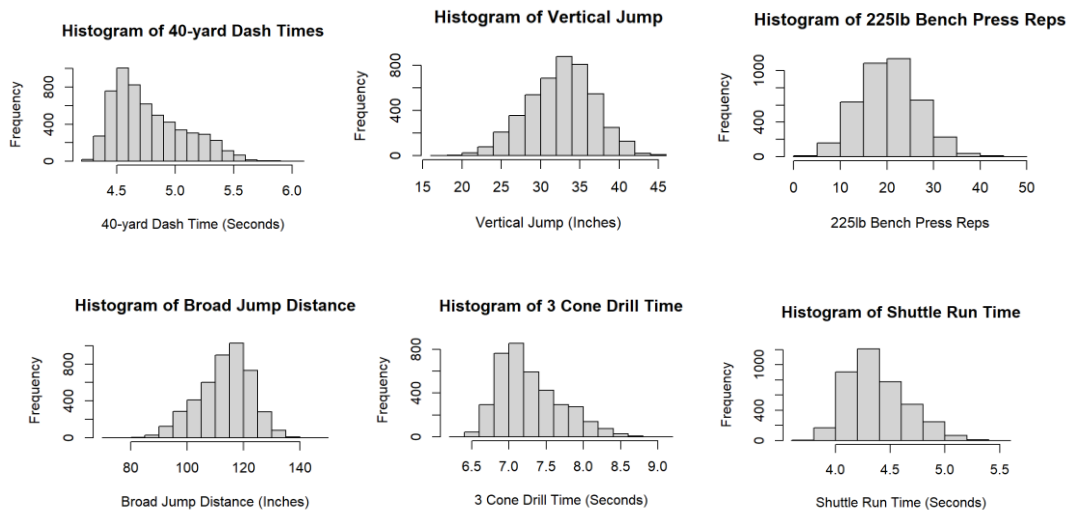 Histogram of 40-yard Dash Times
Frequency
0 400 800
4.5 5.0 5.5 6.0
40-yard Dash Time (Seconds)
Histogram of Vertical Jump
Frequency
0 400 800
15 20 25 30 35 40 45
Vertical Jump (Inches)
Histogram of 225lb Bench Press Reps
Frequency
0 400 1000
0 10 20 30 40 50
225lb Bench Press Reps
Histogram of Broad Jump Distance
Frequency
0 400 800
80 100 120 140
Broad Jump Distance (Inches)
Histogram of 3 Cone Drill Time
Frequency
0 400 800
6.5 7.0 7.5 8.0 8.5 9.0
3 Cone Drill Time (Seconds)
Histogram of Shuttle Run Time
Frequency
0 400 1000
4.0 4.5 5.0 5.5
Shuttle Run Time (Seconds)